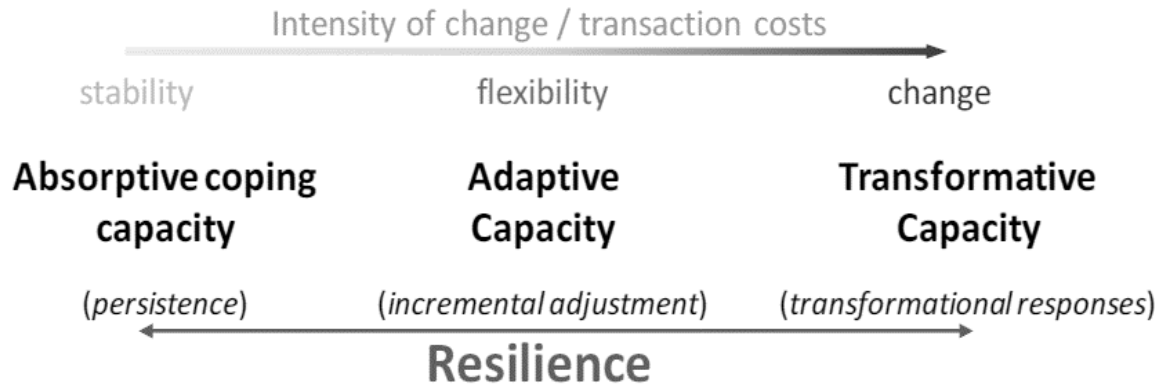 Intensity of change / transaction costs
stability flexibility change
Absorptive coping capacity
Adaptive Capacity
Transformative Capacity
(persistence) (incremental adjustment) (transformational responses)
Resilience